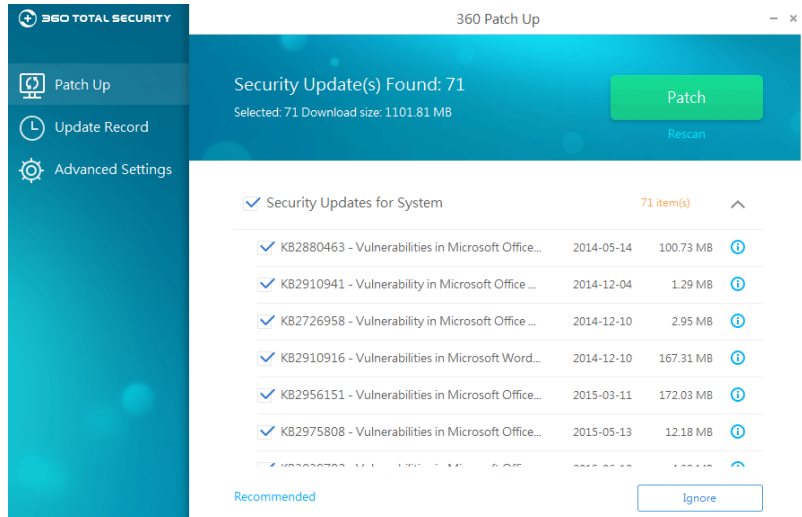 360 TOTAL SECURITY
360 Patch Up
Patch Up
Update Record
Advanced Settings
Security Update(s) Found: 71
Selected: 71 Download size: 1101.81 MB
Patch
Rescan
Security Updates for System 71 item(s)
KB2880463 - Vulnerabilities in Microsoft Office... 2014-05-14 100.73 MB
KB2910941 - Vulnerability in Microsoft Office ... 2014-12-04 1.29 MB
KB2726958 - Vulnerability in Microsoft Office ... 2014-12-10 2.95 MB
KB2910916 - Vulnerabilities in Microsoft Word... 2014-12-10 167.31 MB
KB2956151 - Vulnerabilities in Microsoft Office... 2015-03-11 172.03 MB
KB2975808 - Vulnerabilities in Microsoft Office... 2015-05-13 12.18 MB
Recommended
Ignore